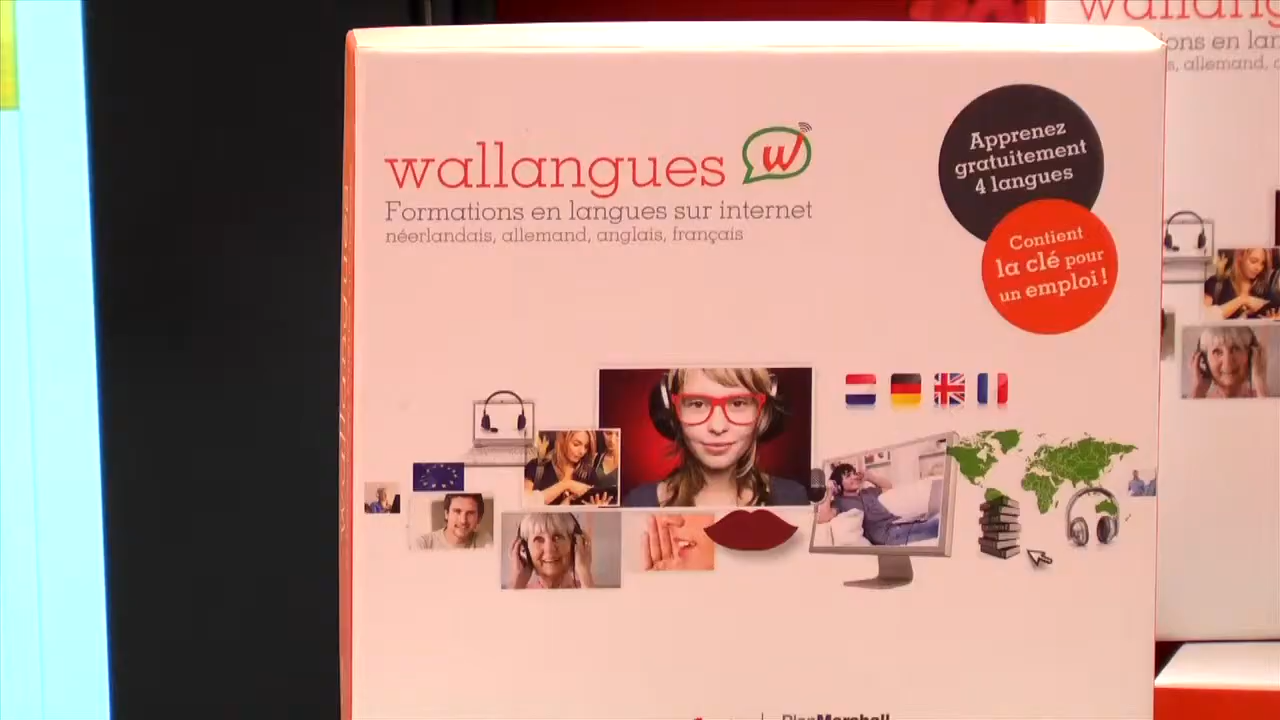 wallangues
W
Formations en langues sur internet
néerlandais, allemand, anglais, français
Apprenez
gratuitement
4 langues
Contient
la clé pour
un emploi !